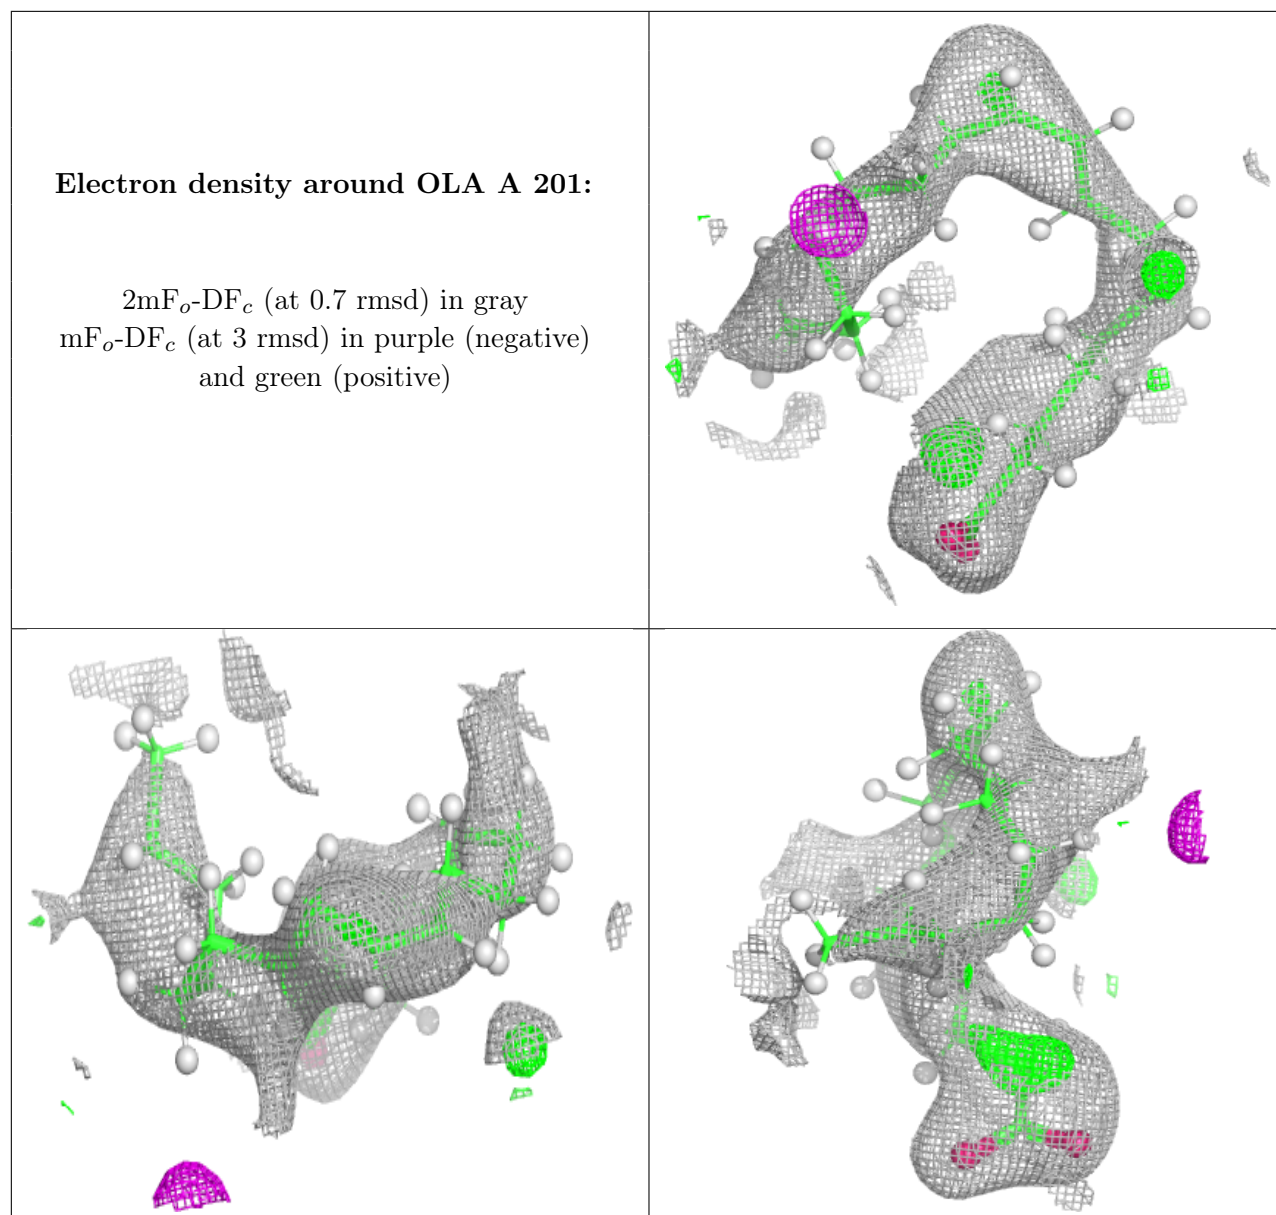 Electron density around OLA A 201:
2mFo-DFc (at 0.7 rmsd) in gray
mFo-DFc (at 3 rmsd) in purple (negative)
and green (positive)